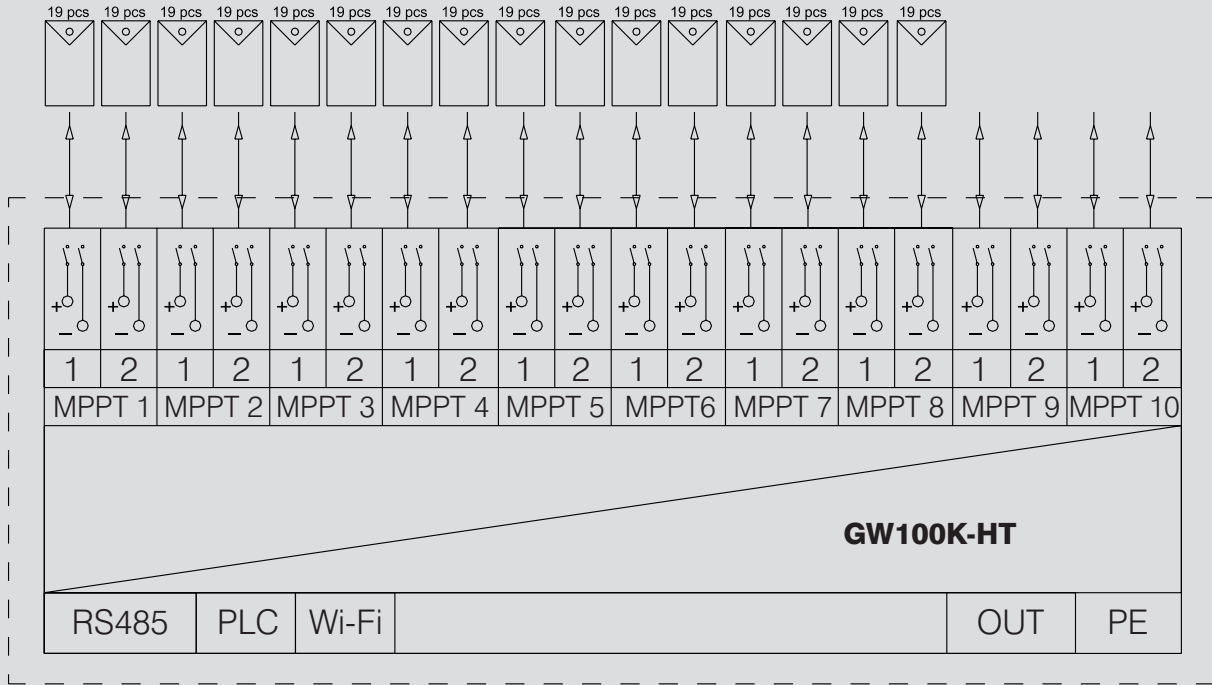 19 pcs 19 pcs 19 pcs 19 pcs 19 pcs 19 pcs 19 pcs 19 pcs 19 pcs 19 pcs 19 pcs 19 pcs 19 pcs 19 pcs 19 pcs 19 pcs
+ + + + + + + + + + + + + + + + + + + +
– – – – – – – – – – – – – – – – – – – –
1 2 1 2 1 2 1 2 1 2 1 2 1 2 1 2 1 2 1 2
MPPT 1 MPPT 2 MPPT 3 MPPT 4 MPPT 5 MPPT6 MPPT 7 MPPT 8 MPPT 9 MPPT 10
GW100K-HT
RS485 PLC Wi-Fi OUT PE